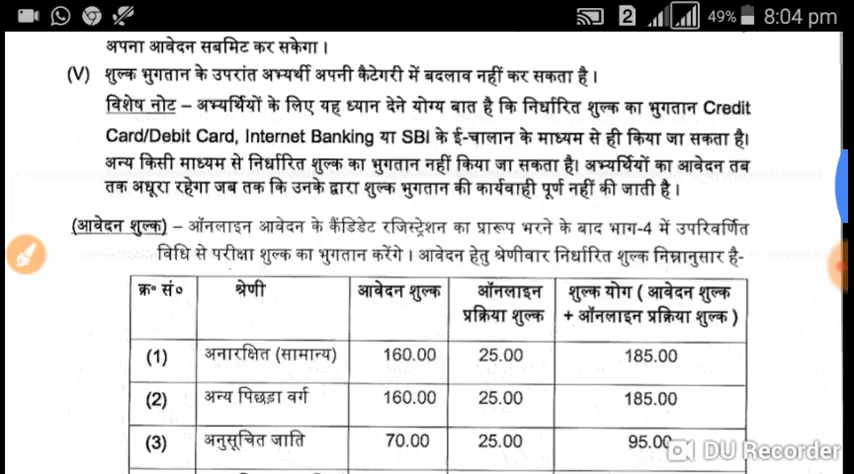 2 49% 8:04 pm
अपना आवेदन सबमिट कर सकेगा।
(V) शुल्क भुगतान के उपरांत अभ्यर्थी अपनी कैटेगरी में बदलाव नहीं कर सकता है।
विशेष नोट – अभ्यर्थियों के लिए यह ध्यान देने योग्य बात है कि निर्धारित शुल्क का भुगतान Credit
Card/Debit Card, Internet Banking या SBI के ई-चालान के माध्यम से ही किया जा सकता है।
अन्य किसी माध्यम से निर्धारित शुल्क का भुगतान नहीं किया जा सकता है। अभ्यर्थियों का आवेदन तब
तक अधूरा रहेगा जब तक कि उनके द्वारा शुल्क भुगतान की कार्यवाही पूर्ण नहीं की जाती है।
(आवेदन शुल्क) – ऑनलाइन आवेदन के कैंडिडेट रजिस्ट्रेशन का प्रारूप भरने के बाद भाग-4 में उपरिवर्णित
विधि से परीक्षा शुल्क का भुगतान करेंगे। आवेदन हेतु श्रेणीवार निर्धारित शुल्क निम्नानुसार है-
क्र० सं० श्रेणी आवेदन शुल्क ऑनलाइन शुल्क योग ( आवेदन शुल्क
प्रक्रिया शुल्क + ऑनलाइन प्रक्रिया शुल्क )
(1) अनारक्षित (सामान्य) 160.00 25.00 185.00
(2) अन्य पिछड़ा वर्ग 160.00 25.00 185.00
(3) अनुसूचित जाति 70.00 25.00 95.00
DU Recorder